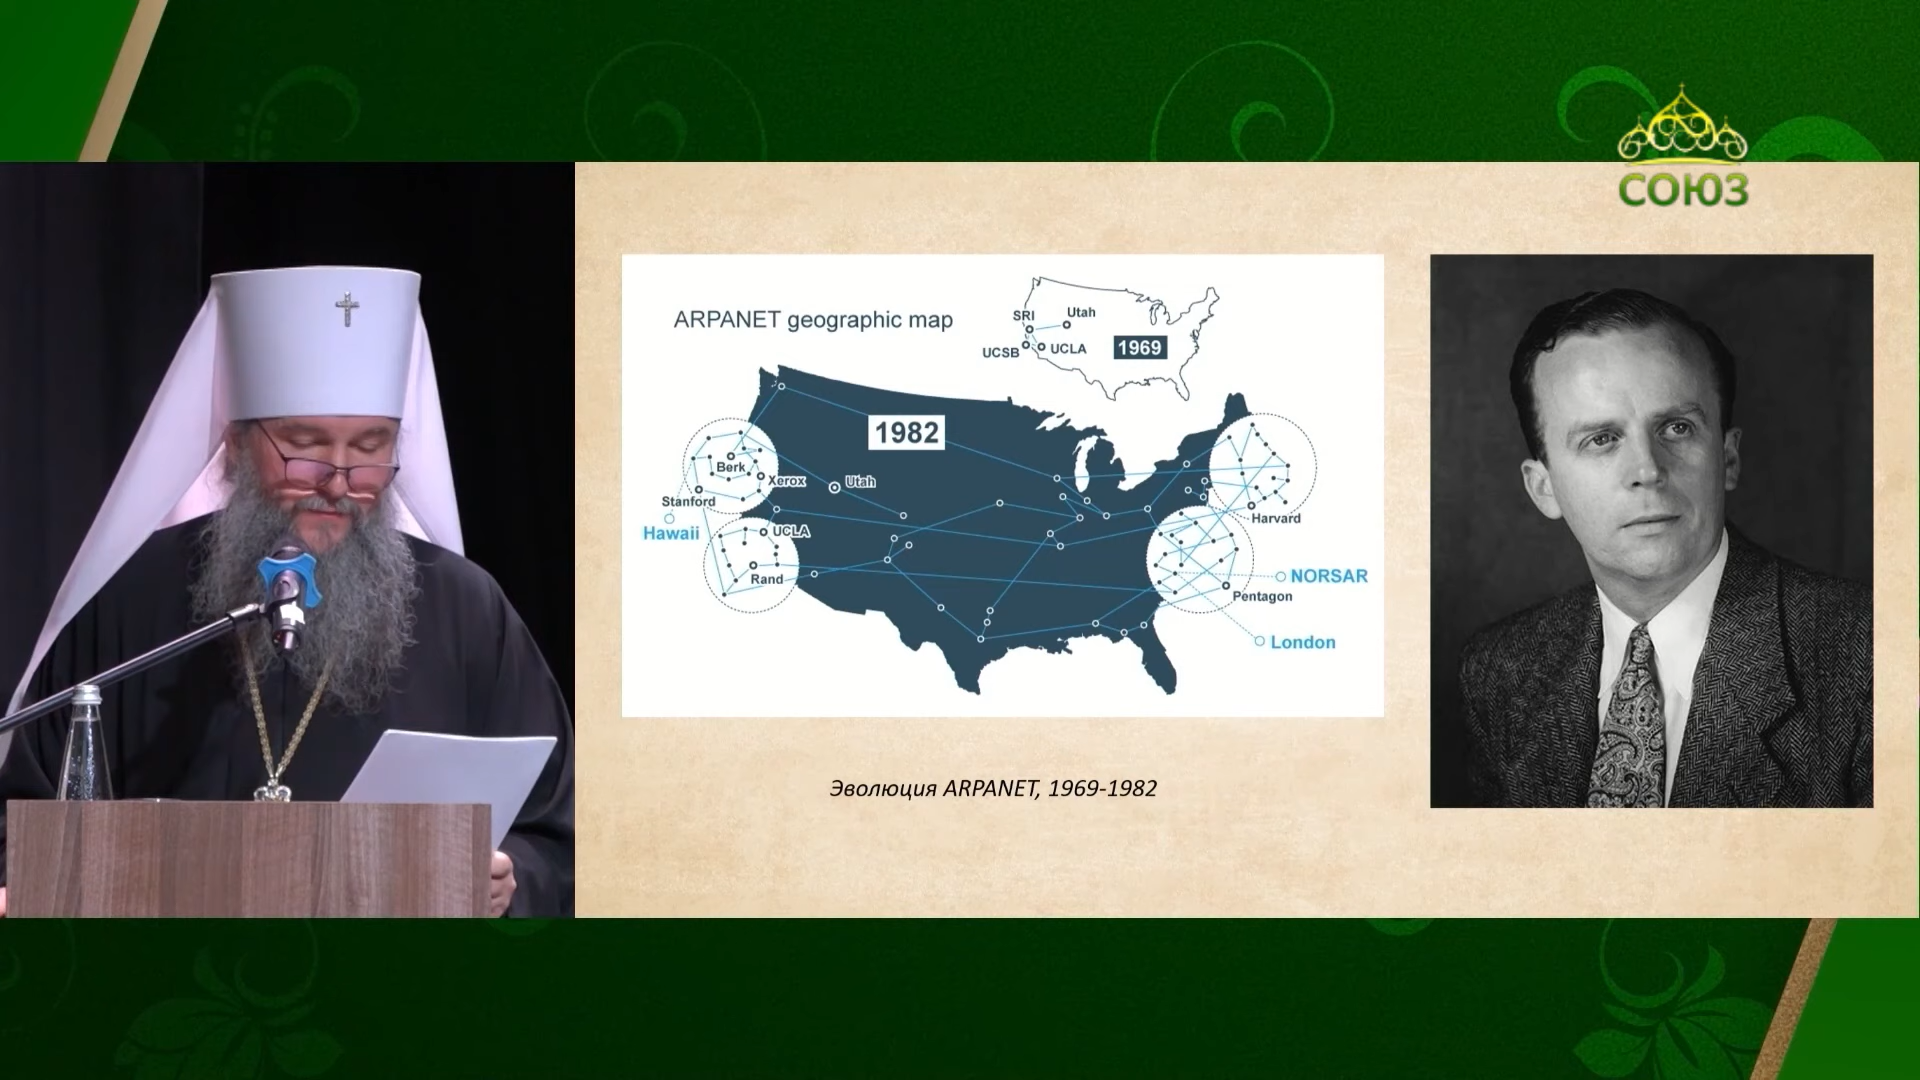 СОЮЗ
ARPANET geographic map
SRI
Utah
UCSB
UCLA
1969
1982
Berk
Xerox
Utah
Stanford
Hawaii
UCLA
Rand
Harvard
NORSAR
Pentagon
London
Эволюция ARPANET, 1969-1982